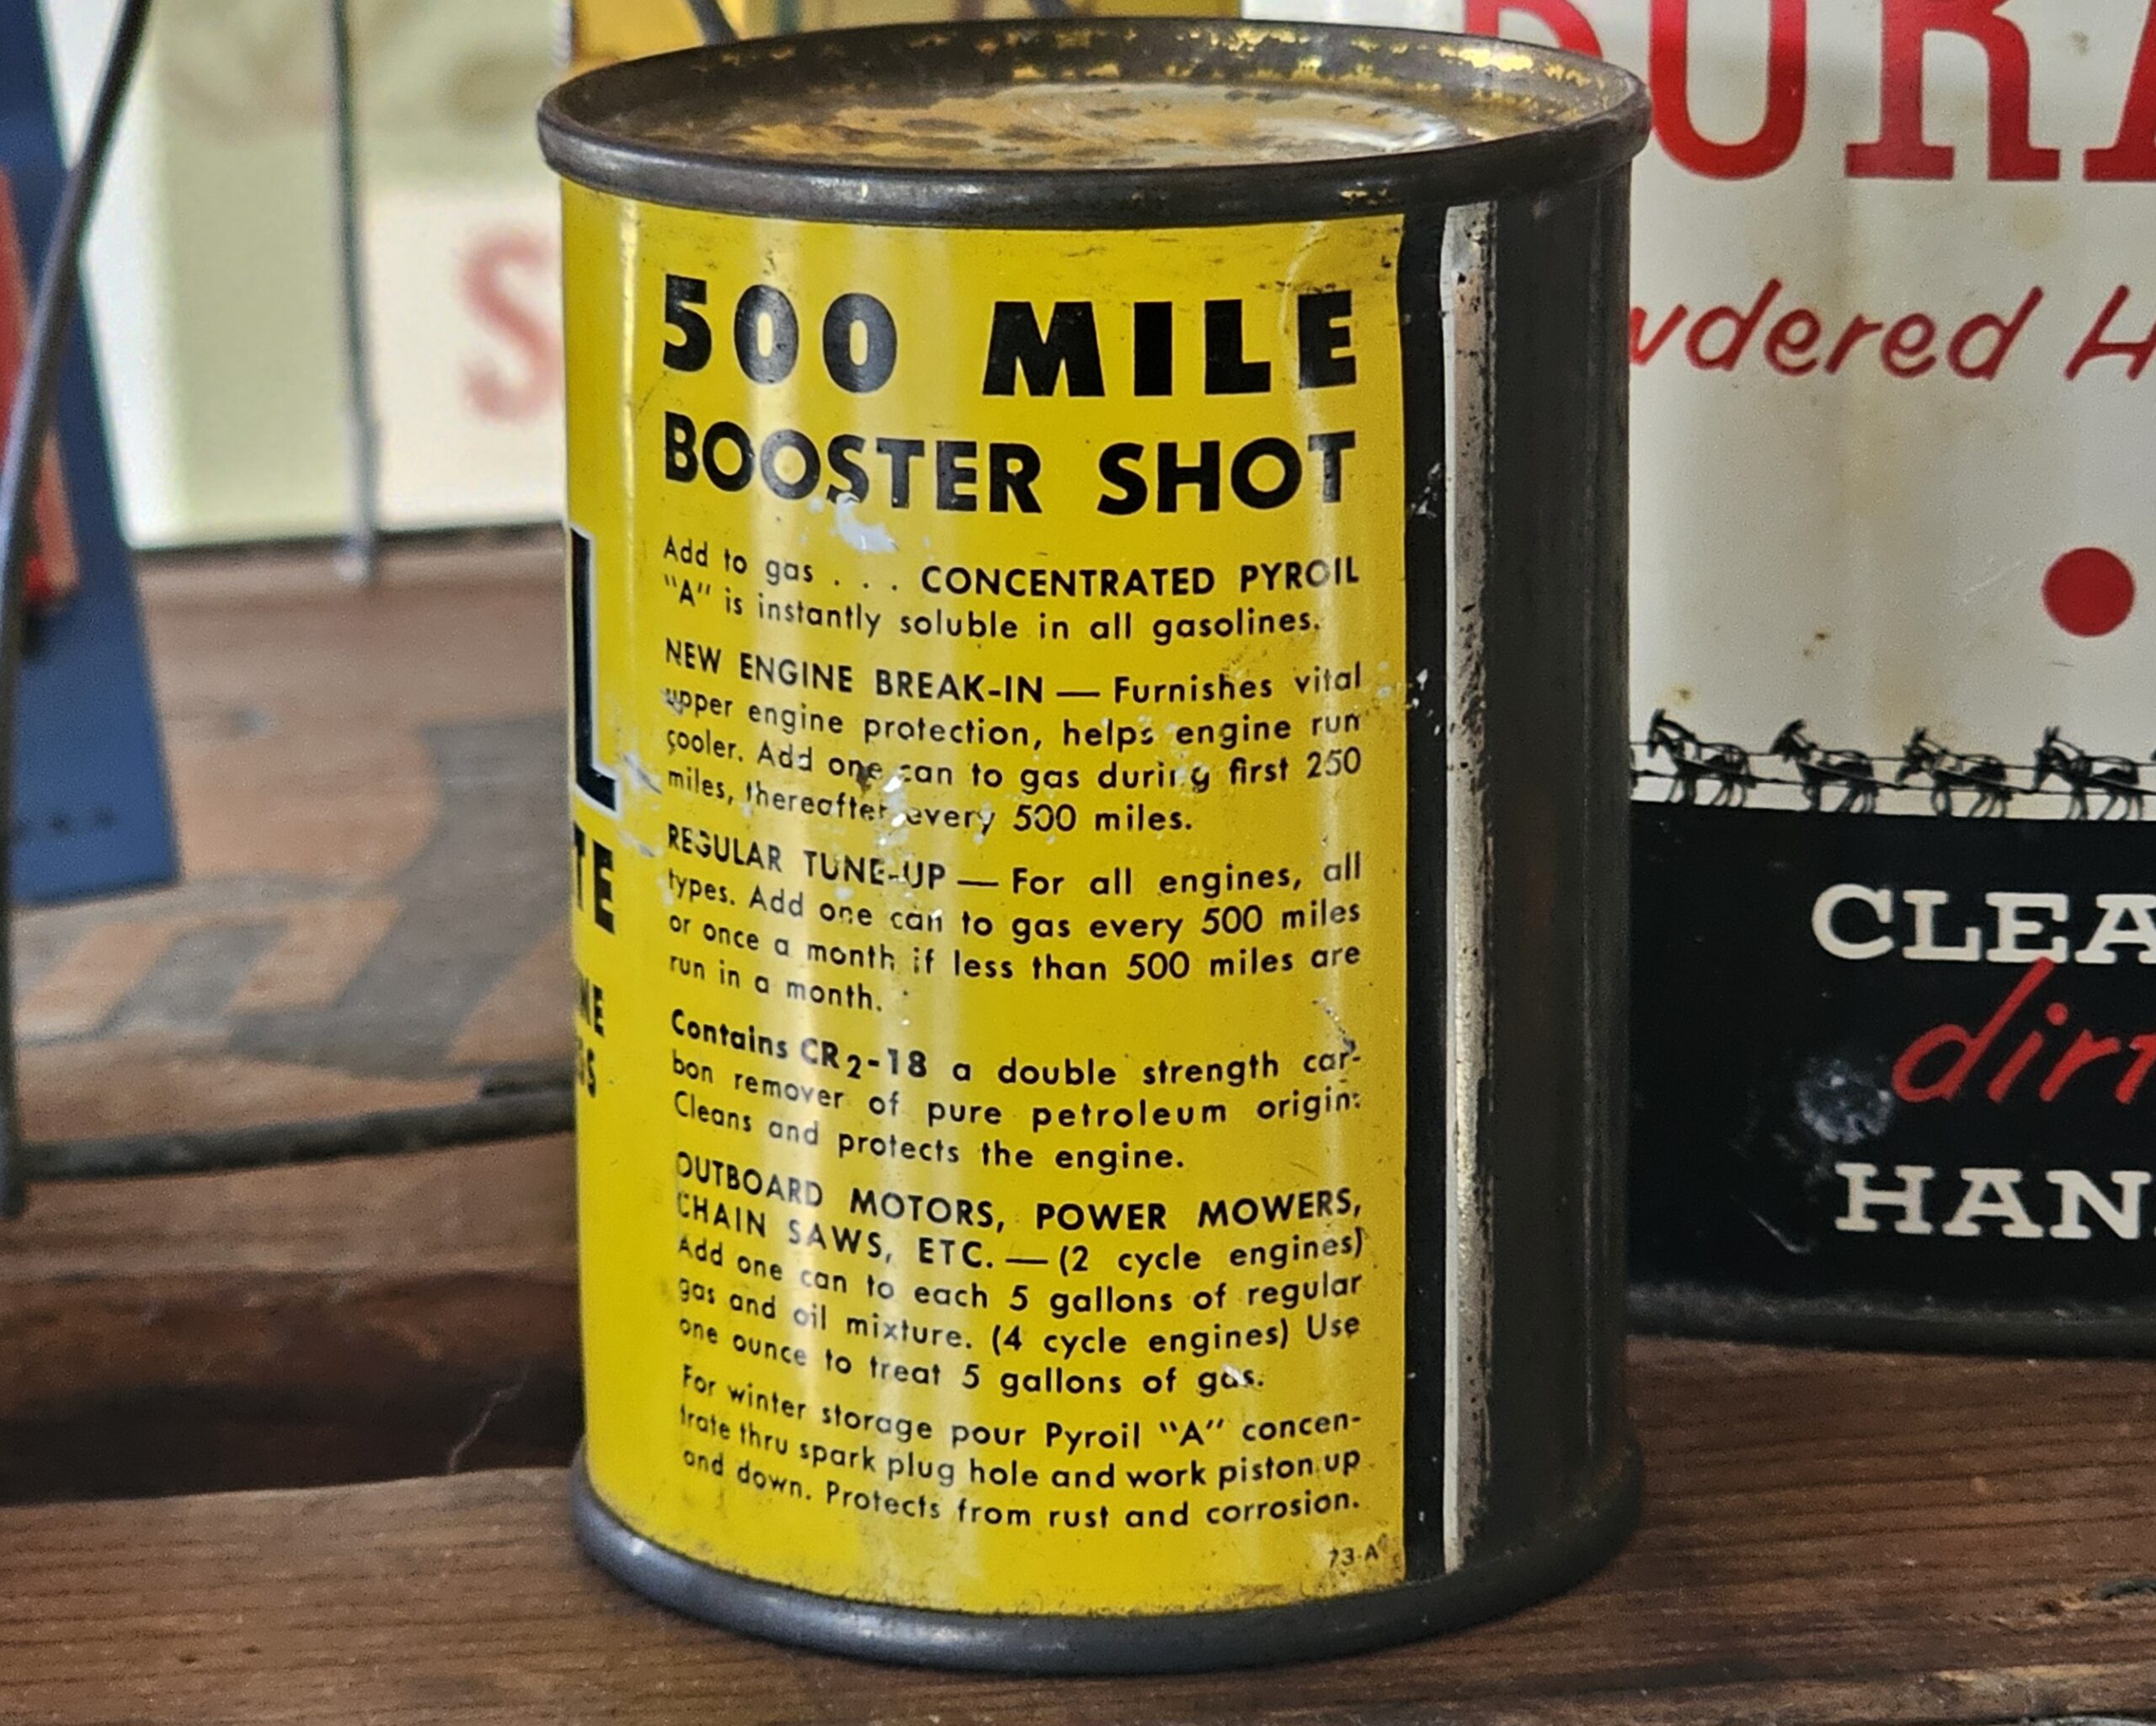 500 MILE
BOOSTER SHOT
Add to gas . . . CONCENTRATED PYROIL
"A" is instantly soluble in all gasolines.
NEW ENGINE BREAK-IN — Furnishes vital
upper engine protection, helps engine run
cooler. Add one can to gas during first 250
miles, thereafter every 500 miles.
REGULAR TUNE-UP — For all engines, all
types. Add one can to gas every 500 miles
or once a month if less than 500 miles are
run in a month.
Contains CR2-18 a double strength car-
bon remover of pure petroleum origin:
Cleans and protects the engine.
OUTBOARD MOTORS, POWER MOWERS,
CHAIN SAWS, ETC. — (2 cycle engines)
Add one can to each 5 gallons of regular
gas and oil mixture. (4 cycle engines) Use
one ounce to treat 5 gallons of gas.
For winter storage pour Pyroil "A" concen-
trate thru spark plug hole and work piston up
and down. Protects from rust and corrosion.
73-A
L
TE
NE
S
wdered H
CLEA
dirt
HAN